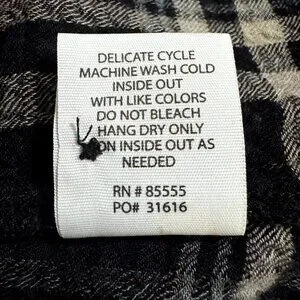 DELICATE CYCLE
MACHINE WASH COLD
INSIDE OUT
WITH LIKE COLORS
DO NOT BLEACH
HANG DRY ONLY
ON INSIDE OUT AS
NEEDED
RN # 85555
PO# 31616